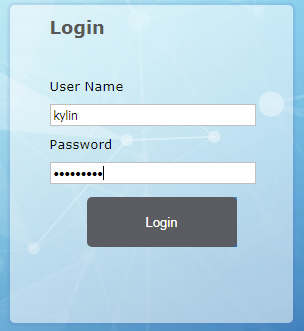 Login
User Name
kylin
Password
•••••••••
Login